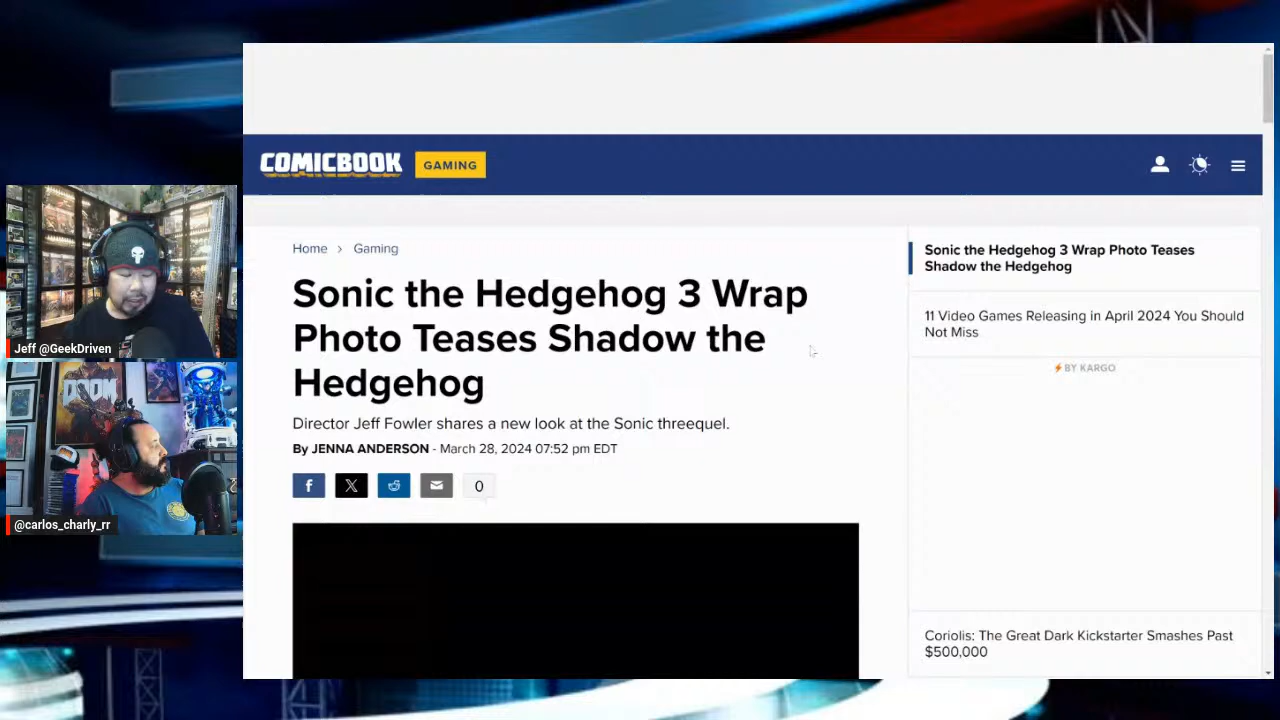 COMICBOOK
GAMING
Home > Gaming
Sonic the Hedgehog 3 Wrap
Photo Teases Shadow the
Hedgehog
Director Jeff Fowler shares a new look at the Sonic threequel.
By JENNA ANDERSON - March 28, 2024 07:52 pm EDT
0
Sonic the Hedgehog 3 Wrap Photo Teases
Shadow the Hedgehog
11 Video Games Releasing in April 2024 You Should
Not Miss
BY KARGO
Coriolis: The Great Dark Kickstarter Smashes Past
$500,000
Jeff @GeekDriven
DOOM
@carlos_charly_rr